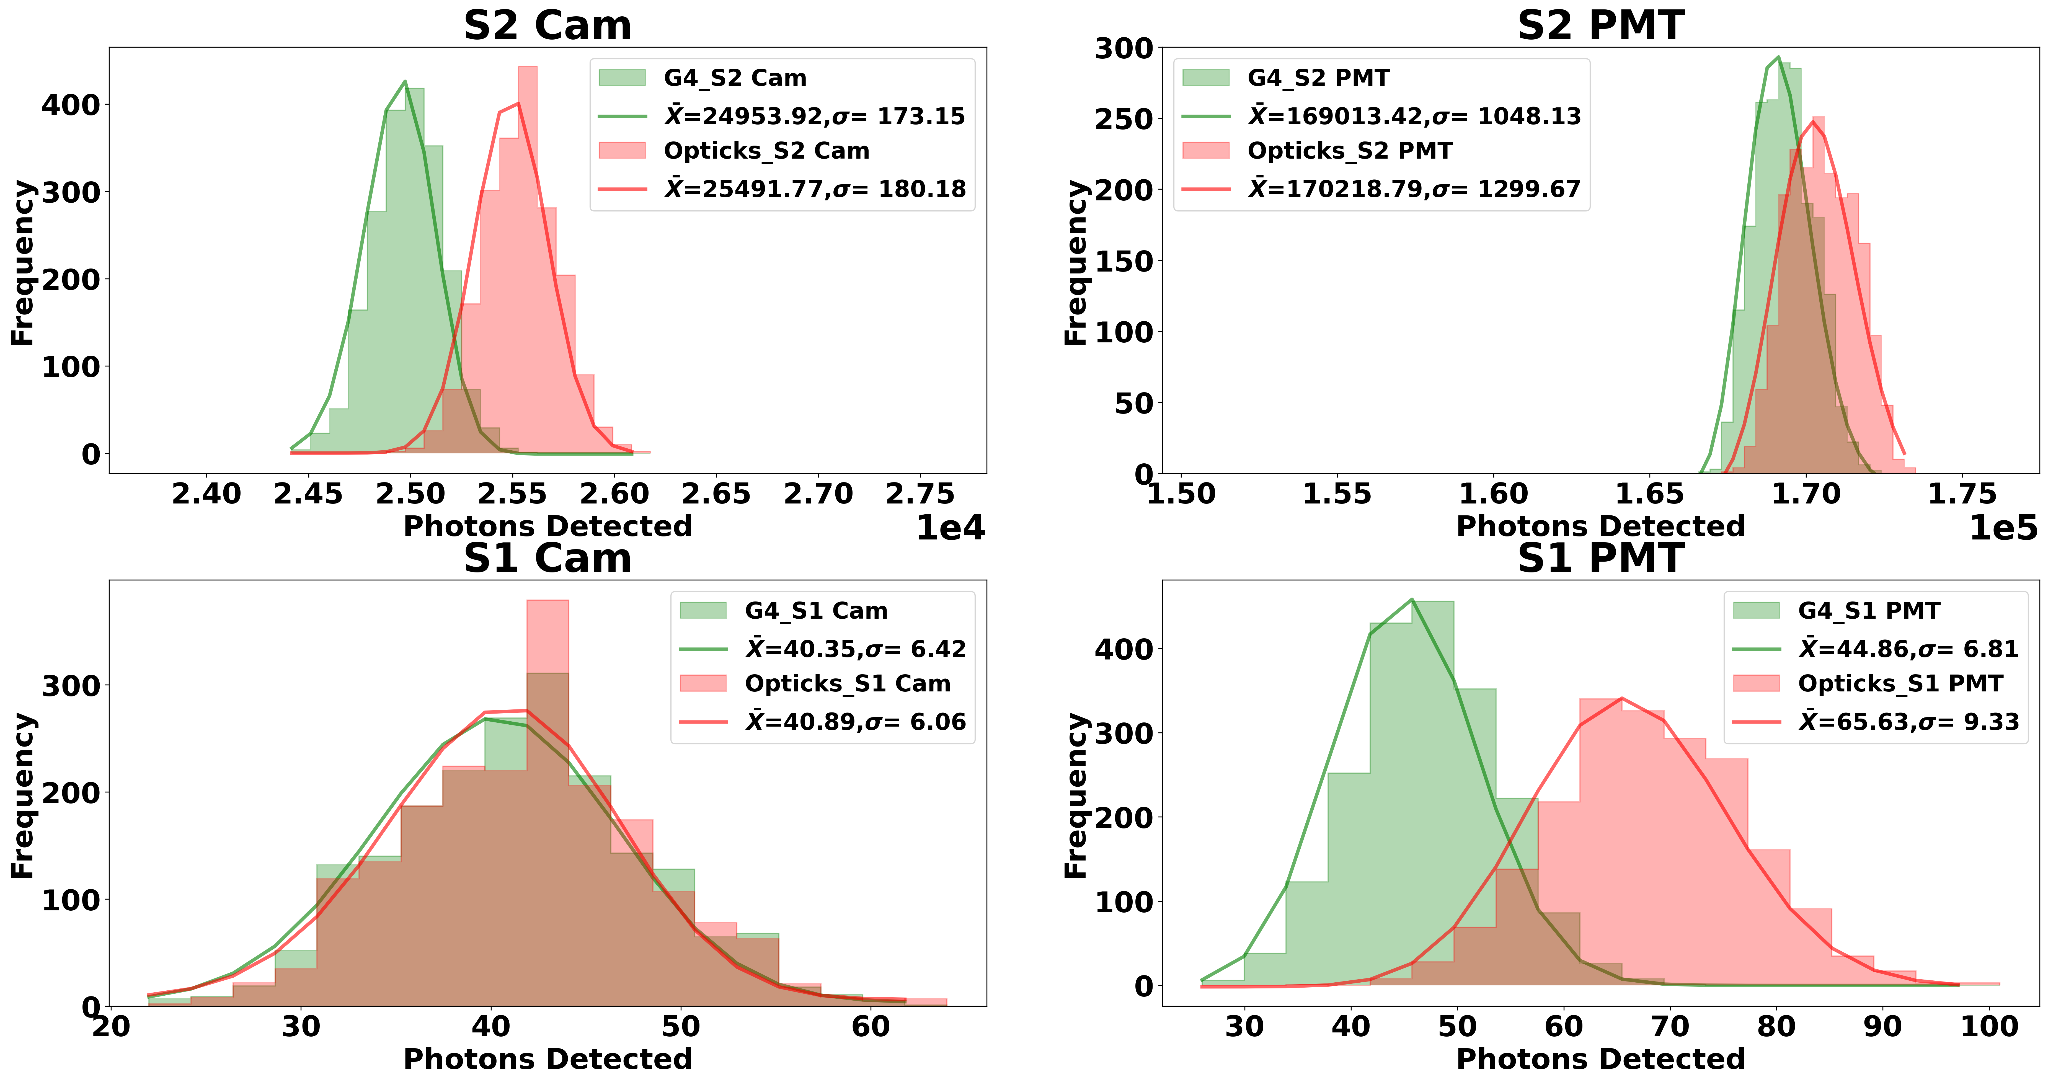 S2 Cam
G4_S2 Cam
X̄=24953.92,σ= 173.15
Opticks_S2 Cam
X̄=25491.77,σ= 180.18
Frequency
400
300
200
100
0
2.40 2.45 2.50 2.55 2.60 2.65 2.70 2.75
Photons Detected
1e4
S2 PMT
G4_S2 PMT
X̄=169013.42,σ= 1048.13
Opticks_S2 PMT
X̄=170218.79,σ= 1299.67
Frequency
300
250
200
150
100
50
0
1.50 1.55 1.60 1.65 1.70 1.75
Photons Detected
1e5
S1 Cam
G4_S1 Cam
X̄=40.35,σ= 6.42
Opticks_S1 Cam
X̄=40.89,σ= 6.06
Frequency
300
200
100
0
20 30 40 50 60
Photons Detected
S1 PMT
G4_S1 PMT
X̄=44.86,σ= 6.81
Opticks_S1 PMT
X̄=65.63,σ= 9.33
Frequency
400
300
200
100
0
30 40 50 60 70 80 90 100
Photons Detected